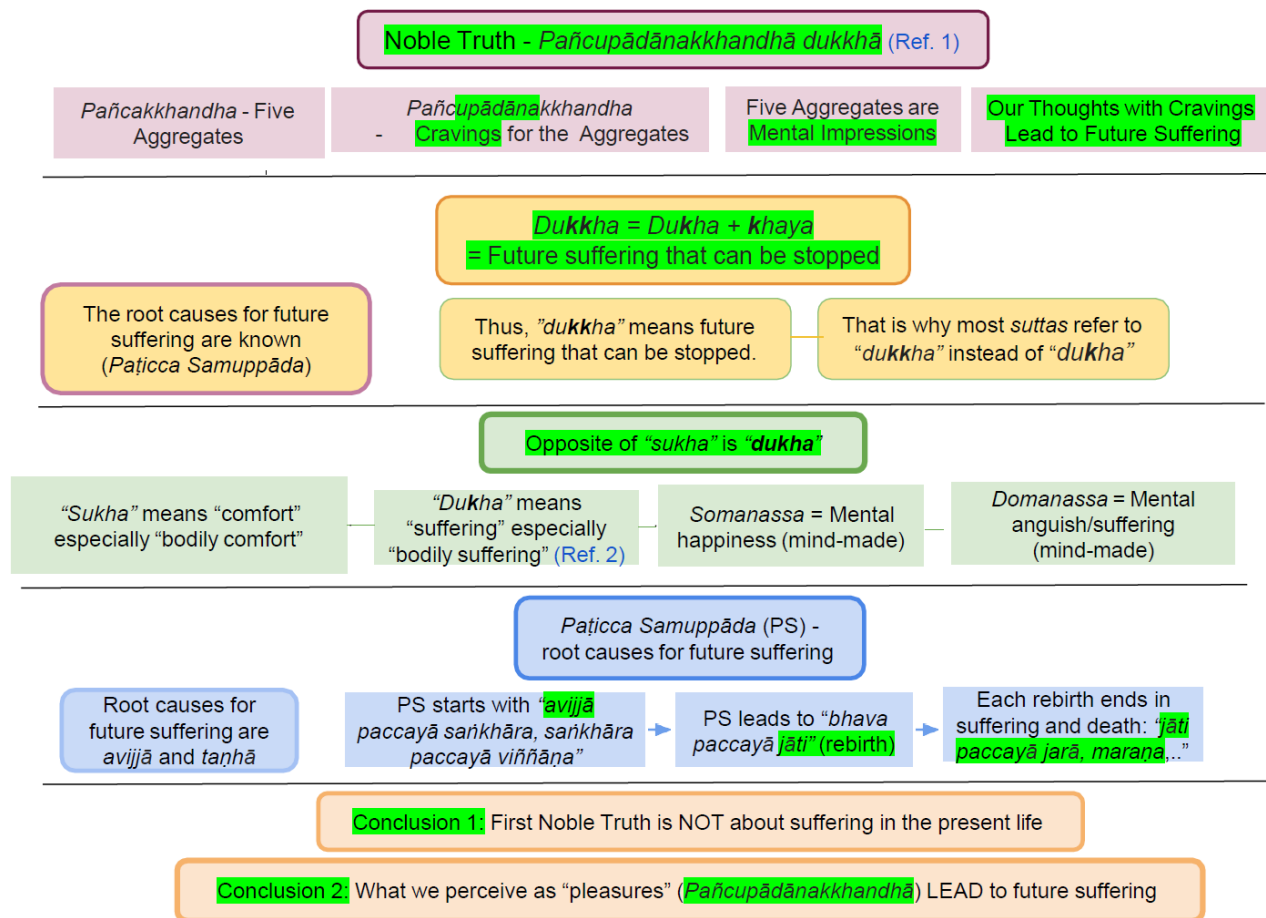 Noble Truth - Pañcupādānakkhandhā dukkhā (Ref. 1)
Pañcakkhandha - Five
Aggregates
Pañcupādānakkhandha
- Cravings for the Aggregates
Five Aggregates are
Mental Impressions
Our Thoughts with Cravings
Lead to Future Suffering
Dukkha = Dukha + khaya
= Future suffering that can be stopped
The root causes for future
suffering are known
(Paṭicca Samuppāda)
Thus, ”dukkha” means future
suffering that can be stopped.
That is why most suttas refer to
“dukkha” instead of “dukha”
Opposite of “sukha” is “dukha”
“Sukha” means “comfort”
especially “bodily comfort”
“Dukha” means
“suffering” especially
“bodily suffering” (Ref. 2)
Somanassa = Mental
happiness (mind-made)
Domanassa = Mental
anguish/suffering
(mind-made)
Paṭicca Samuppāda (PS) -
root causes for future suffering
Root causes for
future suffering are
avijjā and taṇhā
PS starts with “avijjā
paccayā saṅkhāra, saṅkhāra
paccayā viññāṇa”
PS leads to “bhava
paccayā jāti” (rebirth)
Each rebirth ends in
suffering and death: “jāti
paccayā jarā, maraṇa,..”
Conclusion 1: First Noble Truth is NOT about suffering in the present life
Conclusion 2: What we perceive as “pleasures” (Pañcupādānakkhandhā) LEAD to future suffering